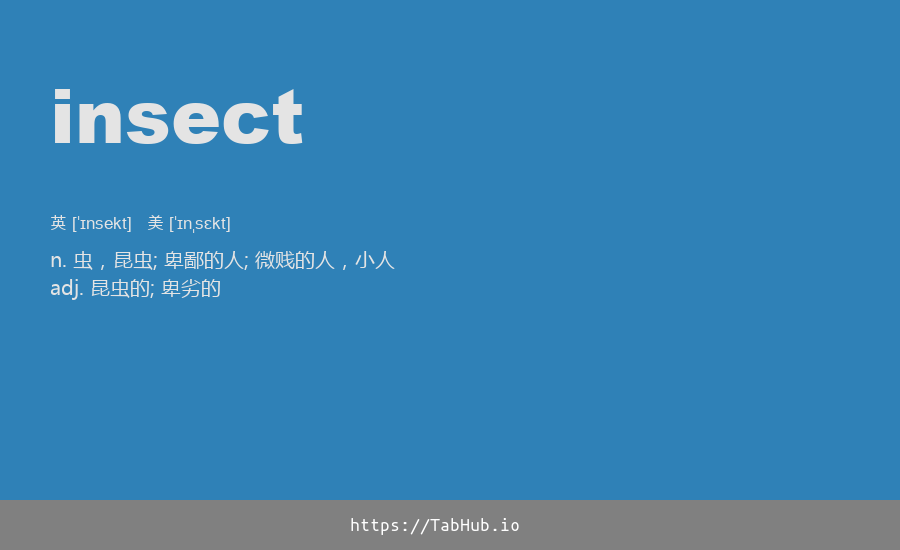 insect
英 [ˈɪnsekt]  美 [ˈɪnˌsɛkt]
n. 虫，昆虫; 卑鄙的人; 微贱的人，小人
adj. 昆虫的; 卑劣的
https://TabHub.io